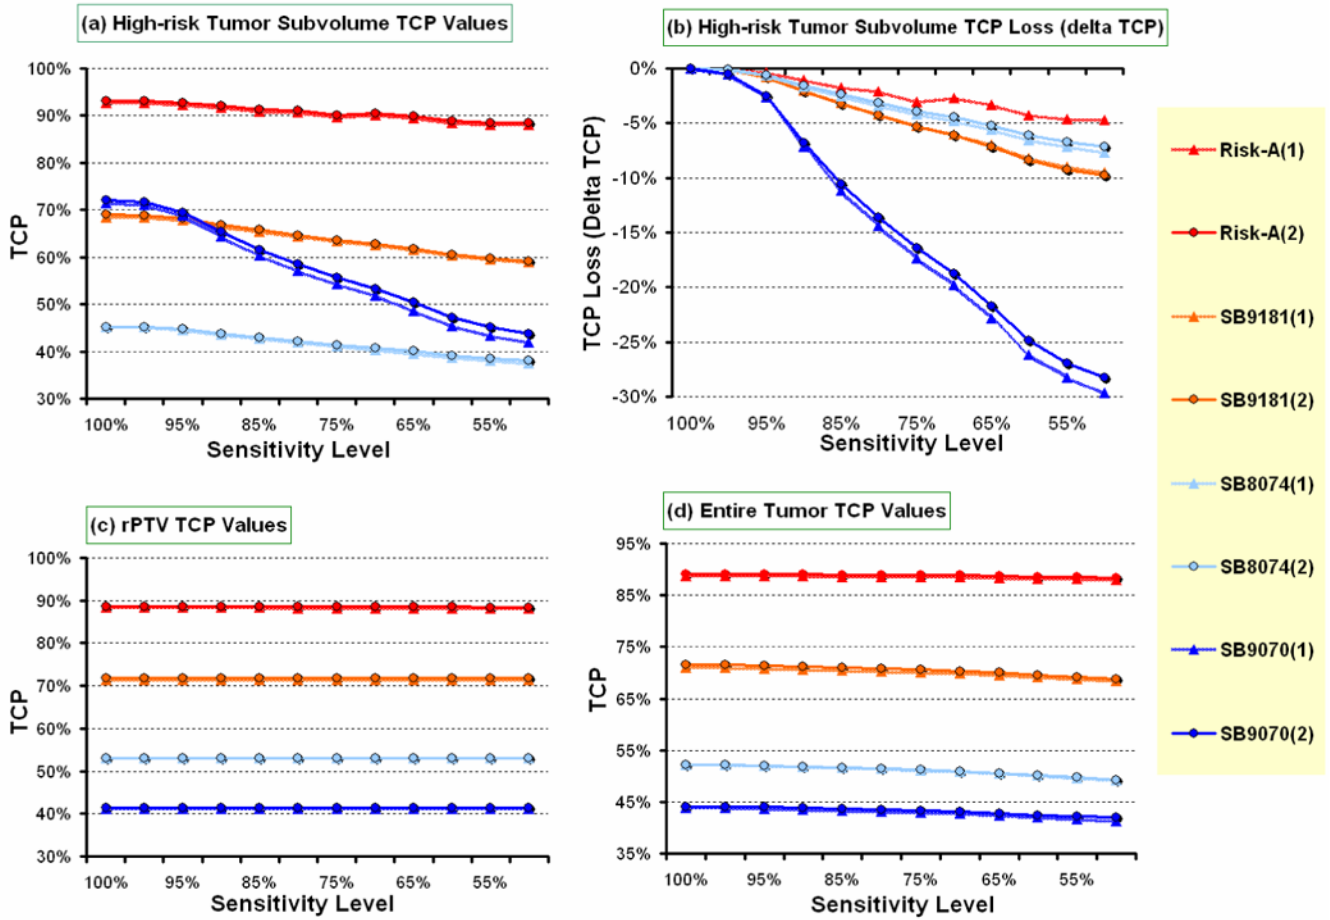 (a) High-risk Tumor Subvolume TCP Values
100%
90%
80%
70%
60%
50%
40%
30%
TCP
100% 95% 85% 75% 65% 55%
Sensitivity Level
(b) High-risk Tumor Subvolume TCP Loss (delta TCP)
0%
-5%
-10%
-15%
-20%
-25%
-30%
TCP Loss (Delta TCP)
100% 95% 85% 75% 65% 55%
Sensitivity Level
(c) rPTV TCP Values
100%
90%
80%
70%
60%
50%
40%
30%
TCP
100% 95% 85% 75% 65% 55%
Sensitivity Level
(d) Entire Tumor TCP Values
95%
85%
75%
65%
55%
45%
35%
TCP
100% 95% 85% 75% 65% 55%
Sensitivity Level
Risk-A(1)
Risk-A(2)
SB9181(1)
SB9181(2)
SB8074(1)
SB8074(2)
SB9070(1)
SB9070(2)